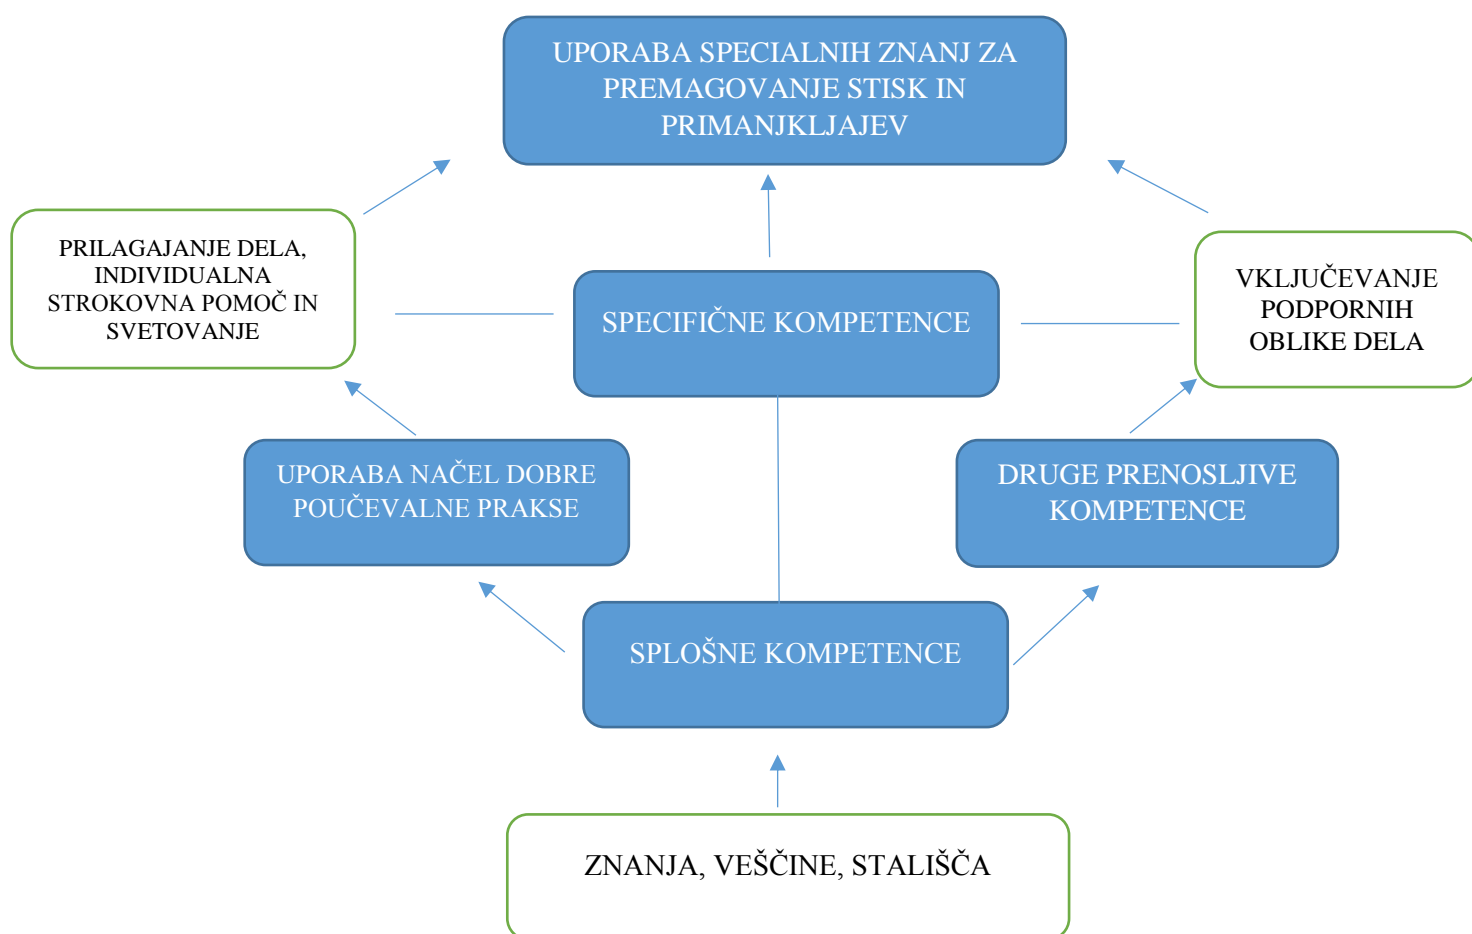 UPORABA SPECIALNIH ZNANJ ZA
PREMAGOVANJE STISK IN
PRIMANJKLJAJEV
PRILAGAJANJE DELA,
INDIVIDUALNA
STROKOVNA POMOČ IN
SVETOVANJE
SPECIFIČNE KOMPETENCE
VKLJUČEVANJE
PODPORNIH
OBLIKE DELA
UPORABA NAČEL DOBRE
POUČEVALNE PRAKSE
DRUGE PRENOSLJIVE
KOMPETENCE
SPLOŠNE KOMPETENCE
ZNANJA, VEŠČINE, STALIŠČA